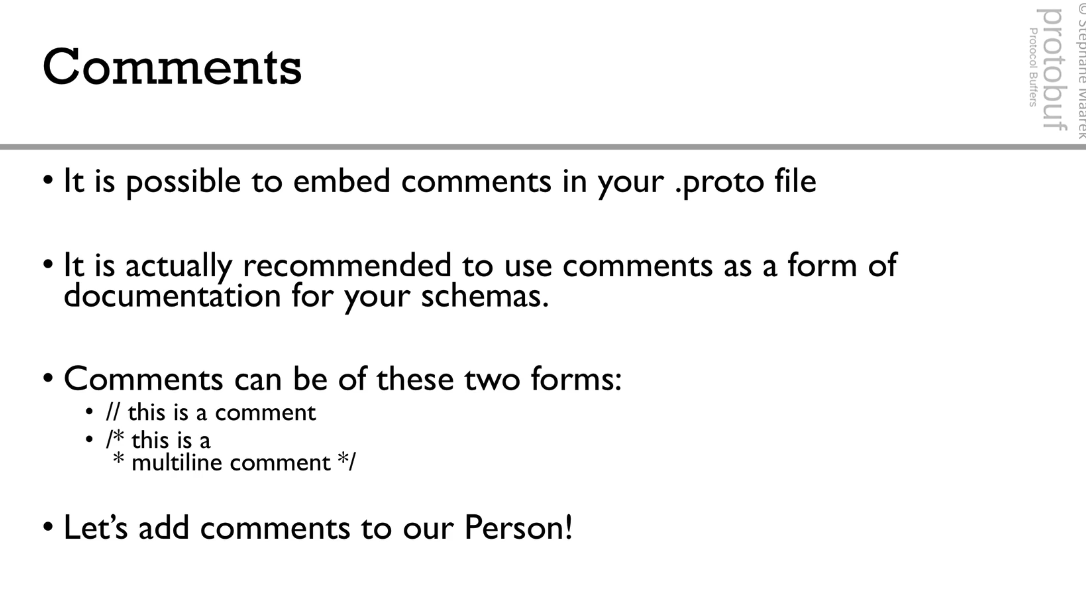 Comments
© Stephane Maarek
protobuf
Protocol Buffers
• It is possible to embed comments in your .proto file
• It is actually recommended to use comments as a form of
documentation for your schemas.
• Comments can be of these two forms:
• // this is a comment
• /* this is a
* multiline comment */
• Let's add comments to our Person!